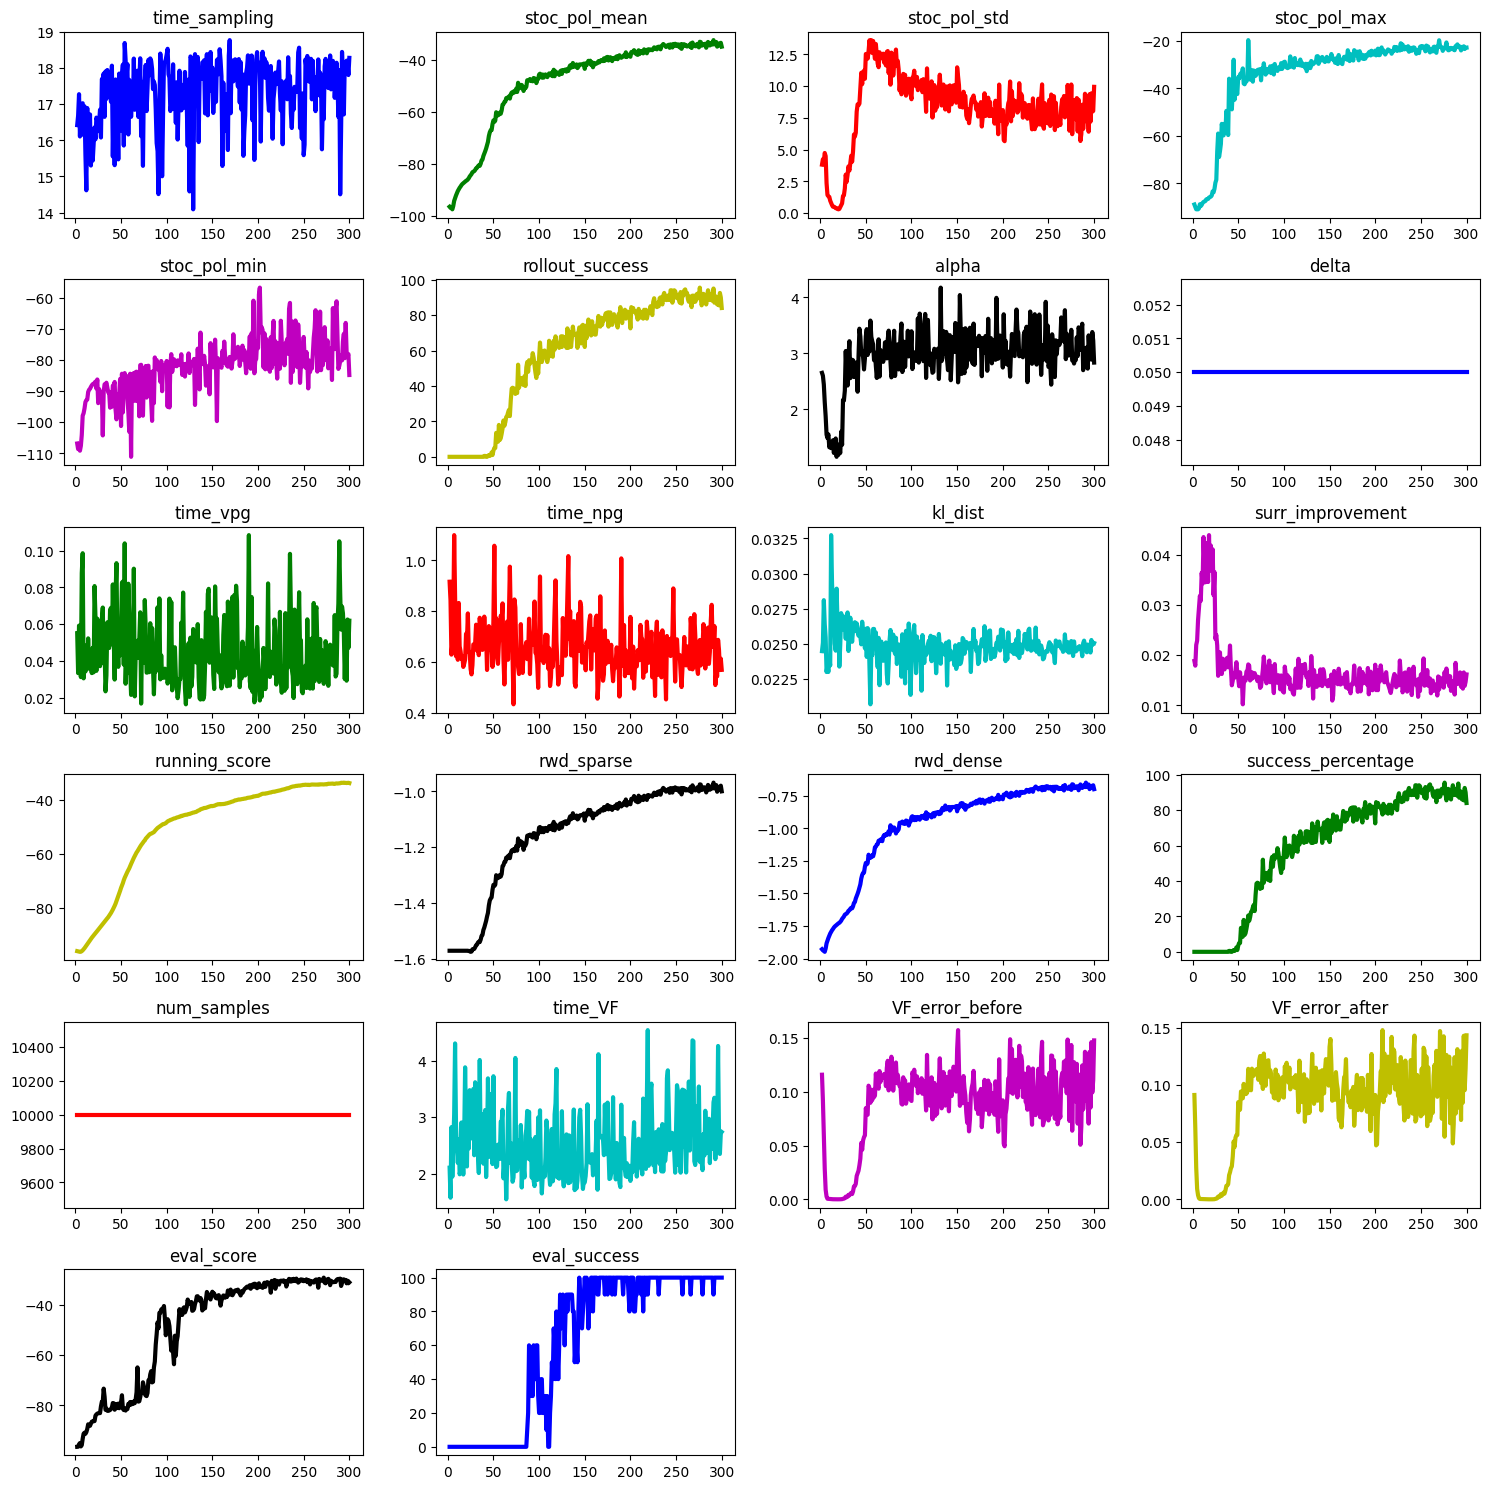 time_sampling
19
18
17
16
15
14
0 50 100 150 200 250 300
stoc_pol_mean
−40
−60
−80
−100
0 50 100 150 200 250 300
stoc_pol_std
12.5
10.0
7.5
5.0
2.5
0.0
0 50 100 150 200 250 300
stoc_pol_max
−20
−40
−60
−80
0 50 100 150 200 250 300
stoc_pol_min
−60
−70
−80
−90
−100
−110
0 50 100 150 200 250 300
rollout_success
100
80
60
40
20
0
0 50 100 150 200 250 300
alpha
4
3
2
0 50 100 150 200 250 300
delta
0.052
0.051
0.050
0.049
0.048
0 50 100 150 200 250 300
time_vpg
0.10
0.08
0.06
0.04
0.02
0 50 100 150 200 250 300
time_npg
1.0
0.8
0.6
0.4
0 50 100 150 200 250 300
kl_dist
0.0325
0.0300
0.0275
0.0250
0.0225
0 50 100 150 200 250 300
surr_improvement
0.04
0.03
0.02
0.01
0 50 100 150 200 250 300
running_score
−40
−60
−80
0 50 100 150 200 250 300
rwd_sparse
−1.0
−1.2
−1.4
−1.6
0 50 100 150 200 250 300
rwd_dense
−0.75
−1.00
−1.25
−1.50
−1.75
−2.00
0 50 100 150 200 250 300
success_percentage
100
80
60
40
20
0
0 50 100 150 200 250 300
num_samples
10400
10200
10000
9800
9600
0 50 100 150 200 250 300
time_VF
4
3
2
0 50 100 150 200 250 300
VF_error_before
0.15
0.10
0.05
0.00
0 50 100 150 200 250 300
VF_error_after
0.15
0.10
0.05
0.00
0 50 100 150 200 250 300
eval_score
−40
−60
−80
0 50 100 150 200 250 300
eval_success
100
80
60
40
20
0
0 50 100 150 200 250 300